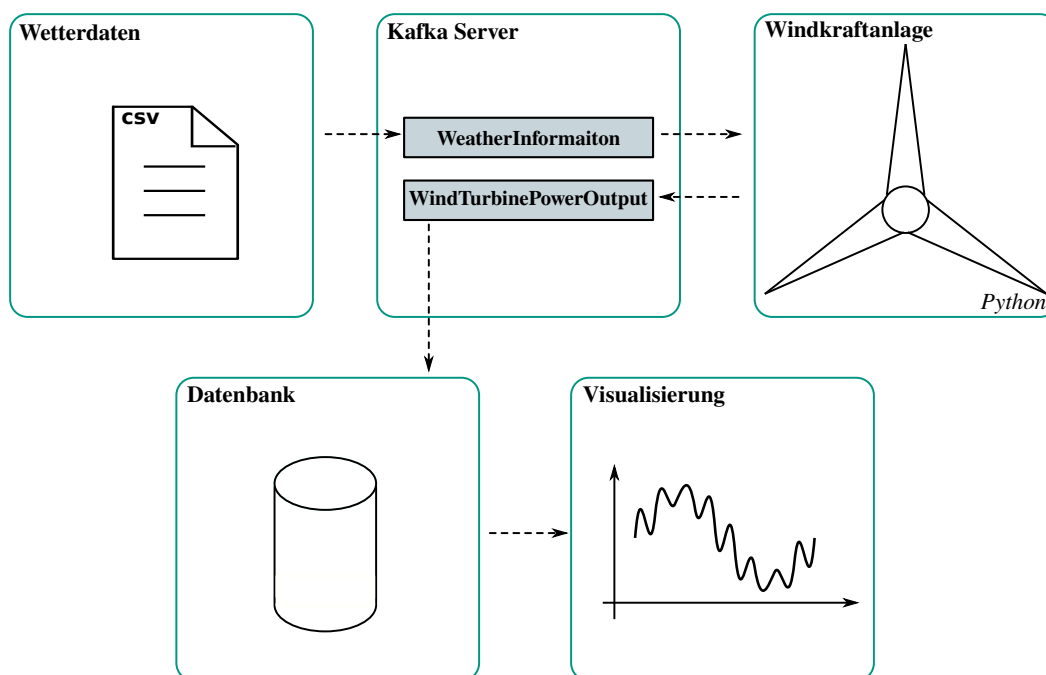 Wetterdaten
Kafka Server
Windkraftanlage
CSV
WeatherInformaiton
WindTurbinePowerOutput
Python
Datenbank
Visualisierung